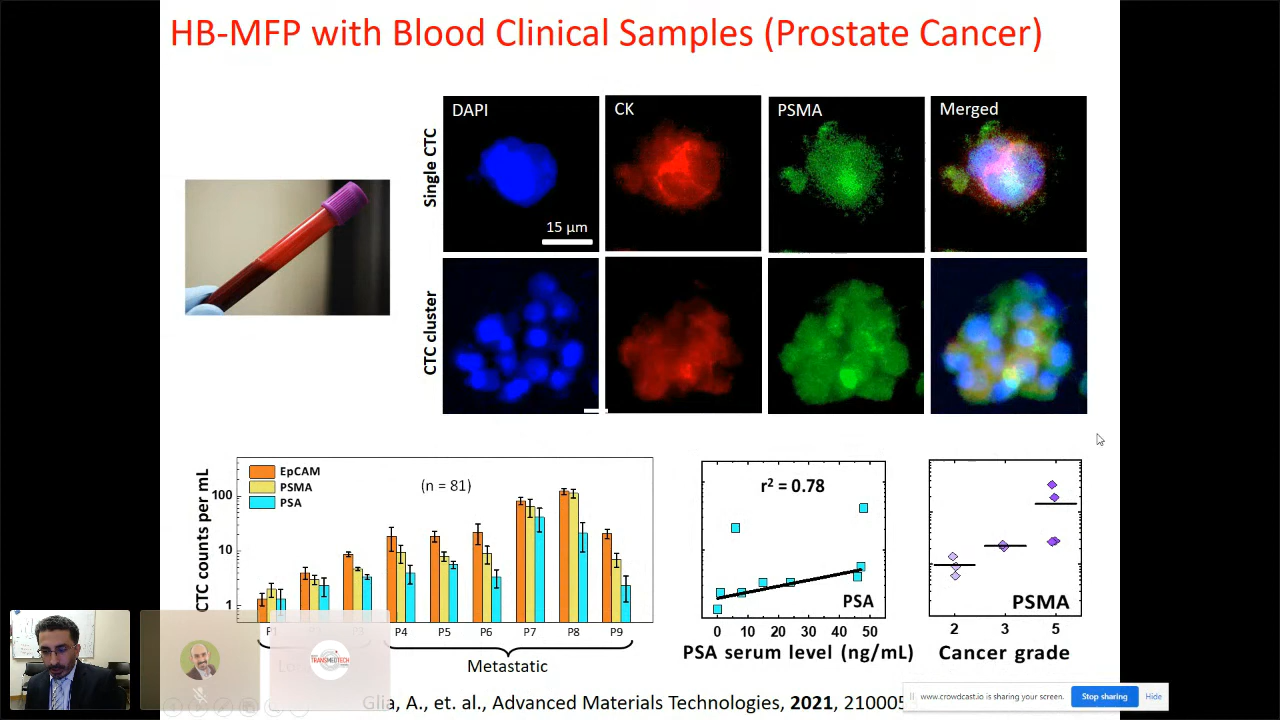 HB-MFP with Blood Clinical Samples (Prostate Cancer)
DAPI
CK
PSMA
Merged
Single CTC
15 µm
CTC cluster
CTC counts per mL
EpCAM
PSMA
PSA
(n = 81)
100
10
1
P4
P5
P6
P7
P8
P9
Metastatic
r² = 0.78
PSA
0
10
20
30
40
50
PSA serum level (ng/mL)
PSMA
2
3
5
Cancer grade
TRANSMEDTECH
Glia, A., et. al., Advanced Materials Technologies, 2021,
www.crowdcast.io is sharing your screen.
Stop sharing
Hide